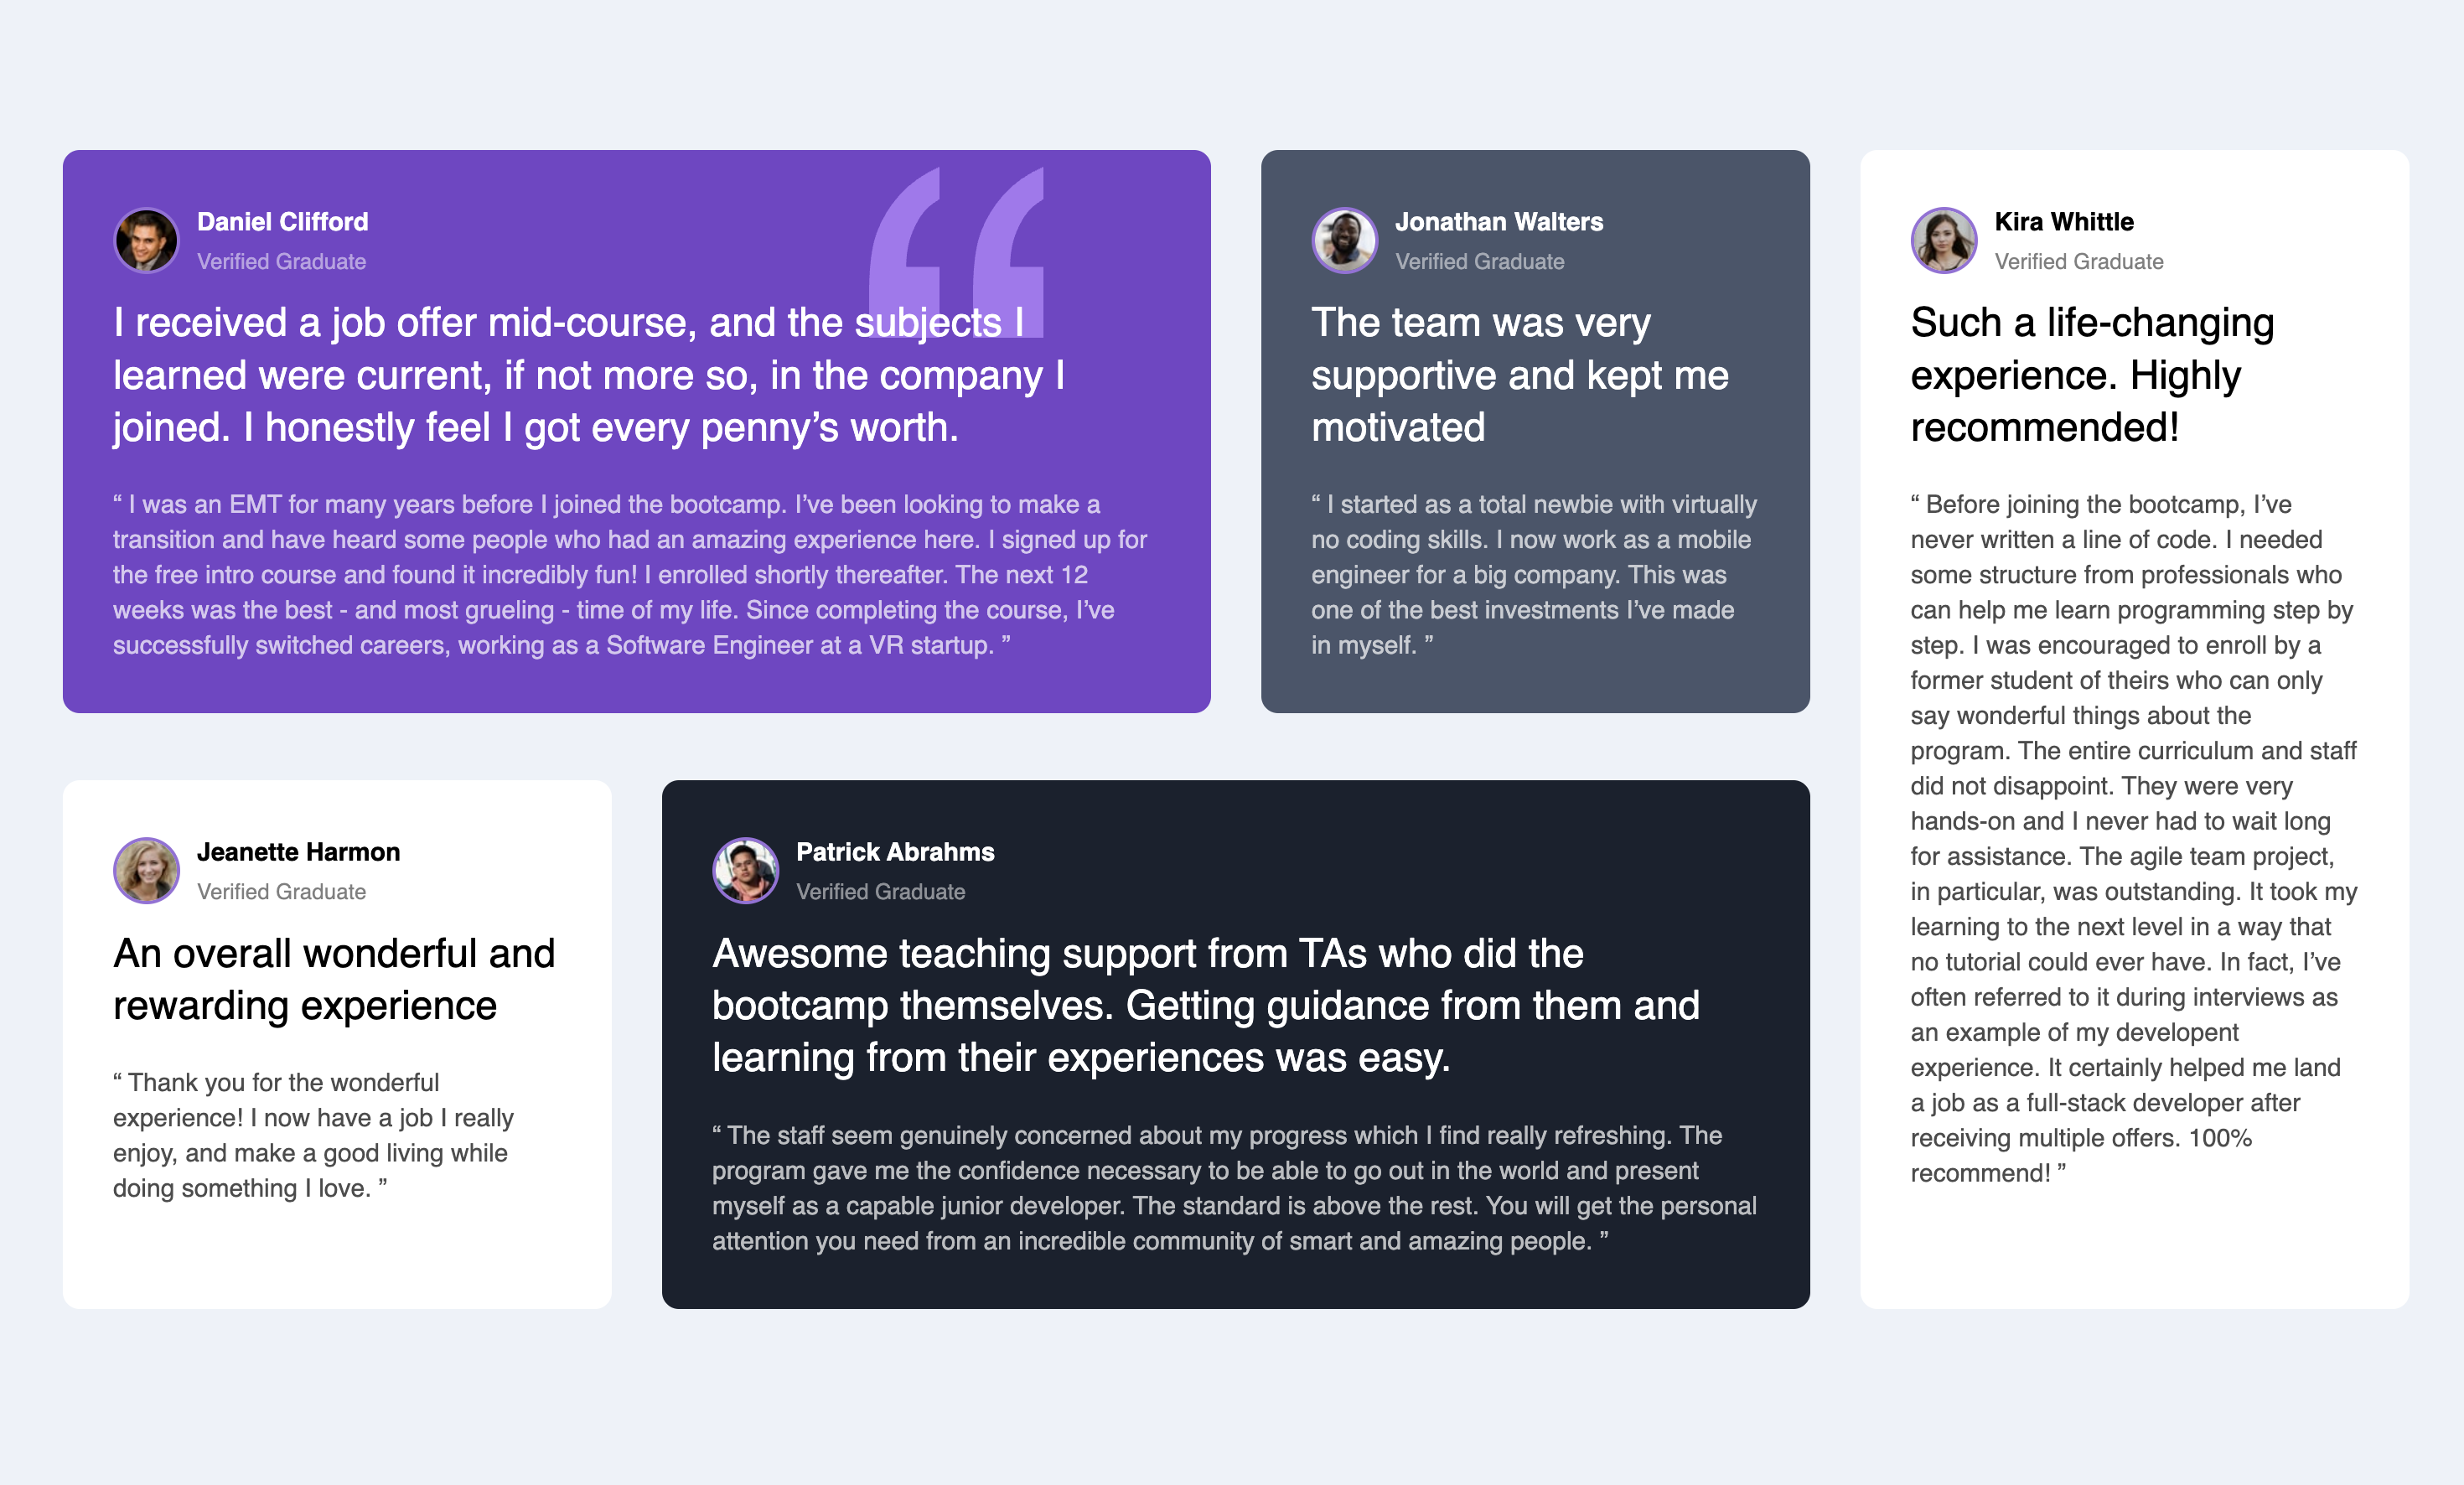 Daniel Clifford
Verified Graduate
I received a job offer mid-course, and the subjects I
learned were current, if not more so, in the company I
joined. I honestly feel I got every penny’s worth.
“ I was an EMT for many years before I joined the bootcamp. I’ve been looking to make a
transition and have heard some people who had an amazing experience here. I signed up for
the free intro course and found it incredibly fun! I enrolled shortly thereafter. The next 12
weeks was the best - and most grueling - time of my life. Since completing the course, I’ve
successfully switched careers, working as a Software Engineer at a VR startup. ”
Jonathan Walters
Verified Graduate
The team was very
supportive and kept me
motivated
“ I started as a total newbie with virtually
no coding skills. I now work as a mobile
engineer for a big company. This was
one of the best investments I’ve made
in myself. ”
Kira Whittle
Verified Graduate
Such a life-changing
experience. Highly
recommended!
“ Before joining the bootcamp, I’ve
never written a line of code. I needed
some structure from professionals who
can help me learn programming step by
step. I was encouraged to enroll by a
former student of theirs who can only
say wonderful things about the
program. The entire curriculum and staff
did not disappoint. They were very
hands-on and I never had to wait long
for assistance. The agile team project,
in particular, was outstanding. It took my
learning to the next level in a way that
no tutorial could ever have. In fact, I’ve
often referred to it during interviews as
an example of my developent
experience. It certainly helped me land
a job as a full-stack developer after
receiving multiple offers. 100%
recommend! ”
Jeanette Harmon
Verified Graduate
An overall wonderful and
rewarding experience
“ Thank you for the wonderful
experience! I now have a job I really
enjoy, and make a good living while
doing something I love. ”
Patrick Abrahms
Verified Graduate
Awesome teaching support from TAs who did the
bootcamp themselves. Getting guidance from them and
learning from their experiences was easy.
“ The staff seem genuinely concerned about my progress which I find really refreshing. The
program gave me the confidence necessary to be able to go out in the world and present
myself as a capable junior developer. The standard is above the rest. You will get the personal
attention you need from an incredible community of smart and amazing people. ”